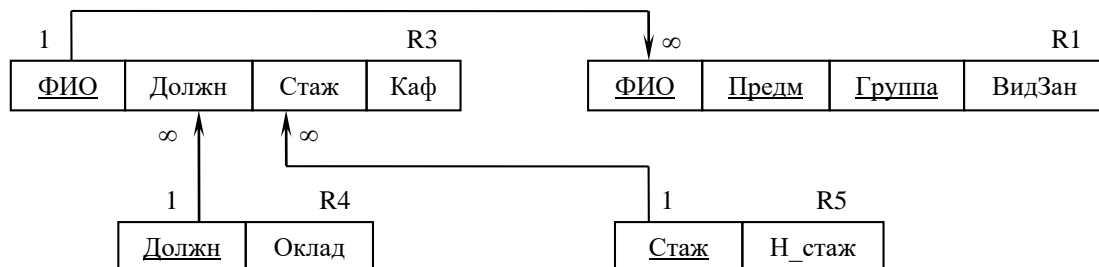 1 R3 ∞ R1
ФИО Должн Стаж Каф ФИО Предм Группа ВидЗан
∞ ∞
1 R4 1 R5
Должн Оклад Стаж Н_стаж